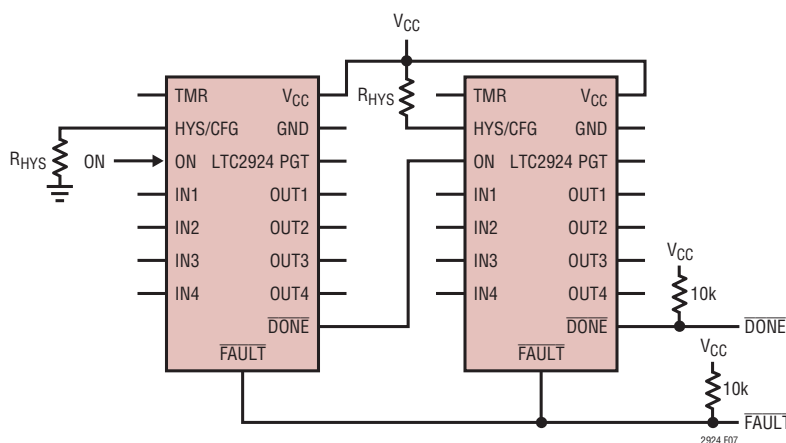 VCC
TMR VCC
HYS/CFG GND
ON LTC2924 PGT
IN1 OUT1
IN2 OUT2
IN3 OUT3
IN4 OUT4
DONE
FAULT
RHYS
ON
RHYS
TMR VCC
HYS/CFG GND
ON LTC2924 PGT
IN1 OUT1
IN2 OUT2
IN3 OUT3
IN4 OUT4
DONE
FAULT
VCC
10k
DONE
VCC
10k
FAULT
2924 F07